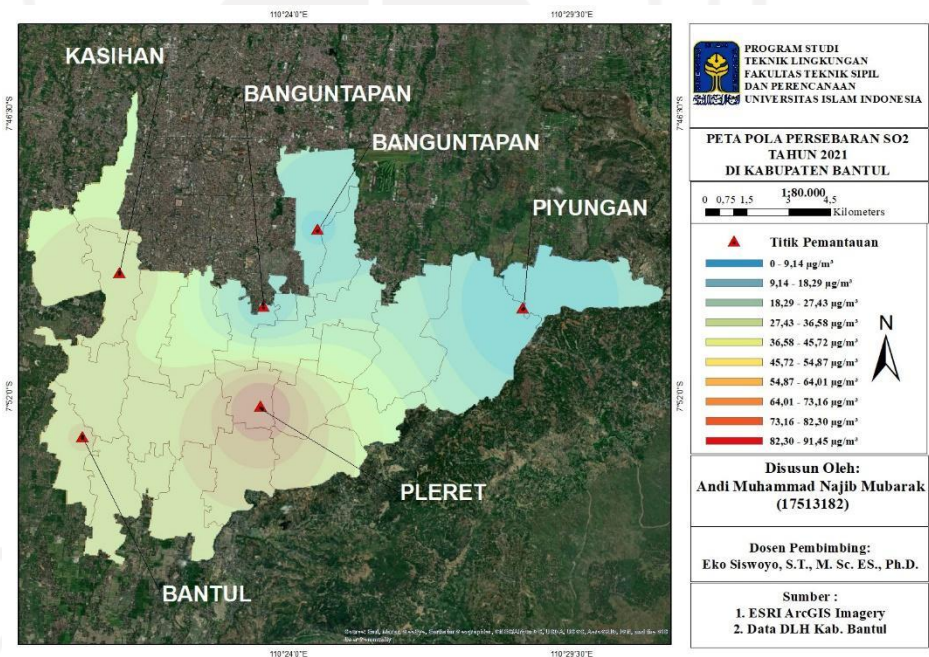 110°24'0"E
110°29'30"E
KASIHAN
BANGUNTAPAN
BANGUNTAPAN
PIYUNGAN
PLERET
BANTUL
7°46'30"S
7°52'0"S
7°46'30"S
7°52'0"S
110°24'0"E
110°29'30"E
PROGRAM STUDI
TEKNIK LINGKUNGAN
FAKULTAS TEKNIK SIPIL
DAN PERENCANAAN
UNIVERSITAS ISLAM INDONESIA
PETA POLA PERSEBARAN SO2
TAHUN 2021
DI KABUPATEN BANTUL
1:80.000
0 0,75 1,5 3 4,5
Kilometers
Titik Pemantauan
0 - 9,14 µg/m³
9,14 - 18,29 µg/m³
18,29 - 27,43 µg/m³
27,43 - 36,58 µg/m³
36,58 - 45,72 µg/m³
45,72 - 54,87 µg/m³
54,87 - 64,01 µg/m³
64,01 - 73,16 µg/m³
73,16 - 82,30 µg/m³
82,30 - 91,45 µg/m³
N
Disusun Oleh:
Andi Muhammad Najib Mubarak
(17513182)
Dosen Pembimbing:
Eko Siswoyo, S.T., M. Sc. ES., Ph.D.
Sumber :
1. ESRI ArcGIS Imagery
2. Data DLH Kab. Bantul